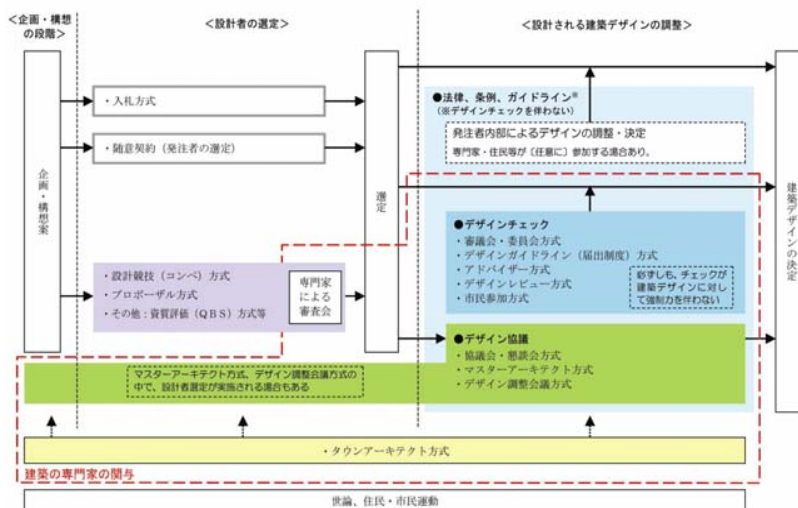 ＜企画・構想
の段階＞
＜設計者の選定＞
＜設計される建築デザインの調整＞
企画・構想案
・入札方式
・随意契約（発注者の選定）
・設計競技（コンペ）方式
・プロポーザル方式
・その他：資質評価（ＱＢＳ）方式等
専門家
による
審査会
選定
●法律、条例、ガイドライン※
（※デザインチェックを伴わない）
発注者内部によるデザインの調整・決定
専門家・住民等が〔任意に〕参加する場合あり。
●デザインチェック
・審議会・委員会方式
・デザインガイドライン（届出制度）方式
・アドバイザー方式
・デザインレビュー方式
・市民参加方式
必ずしも、チェックが
建築デザインに対し
て強制力を伴わない
●デザイン協議
・協議会・懇談会方式
・マスターアーキテクト方式
・デザイン調整会議方式
建築デザインの決定
マスターアーキテクト方式、デザイン調整会議方式の
中で、設計者選定が実施される場合もある
・タウンアーキテクト方式
建築の専門家の関与
世論、住民・市民運動